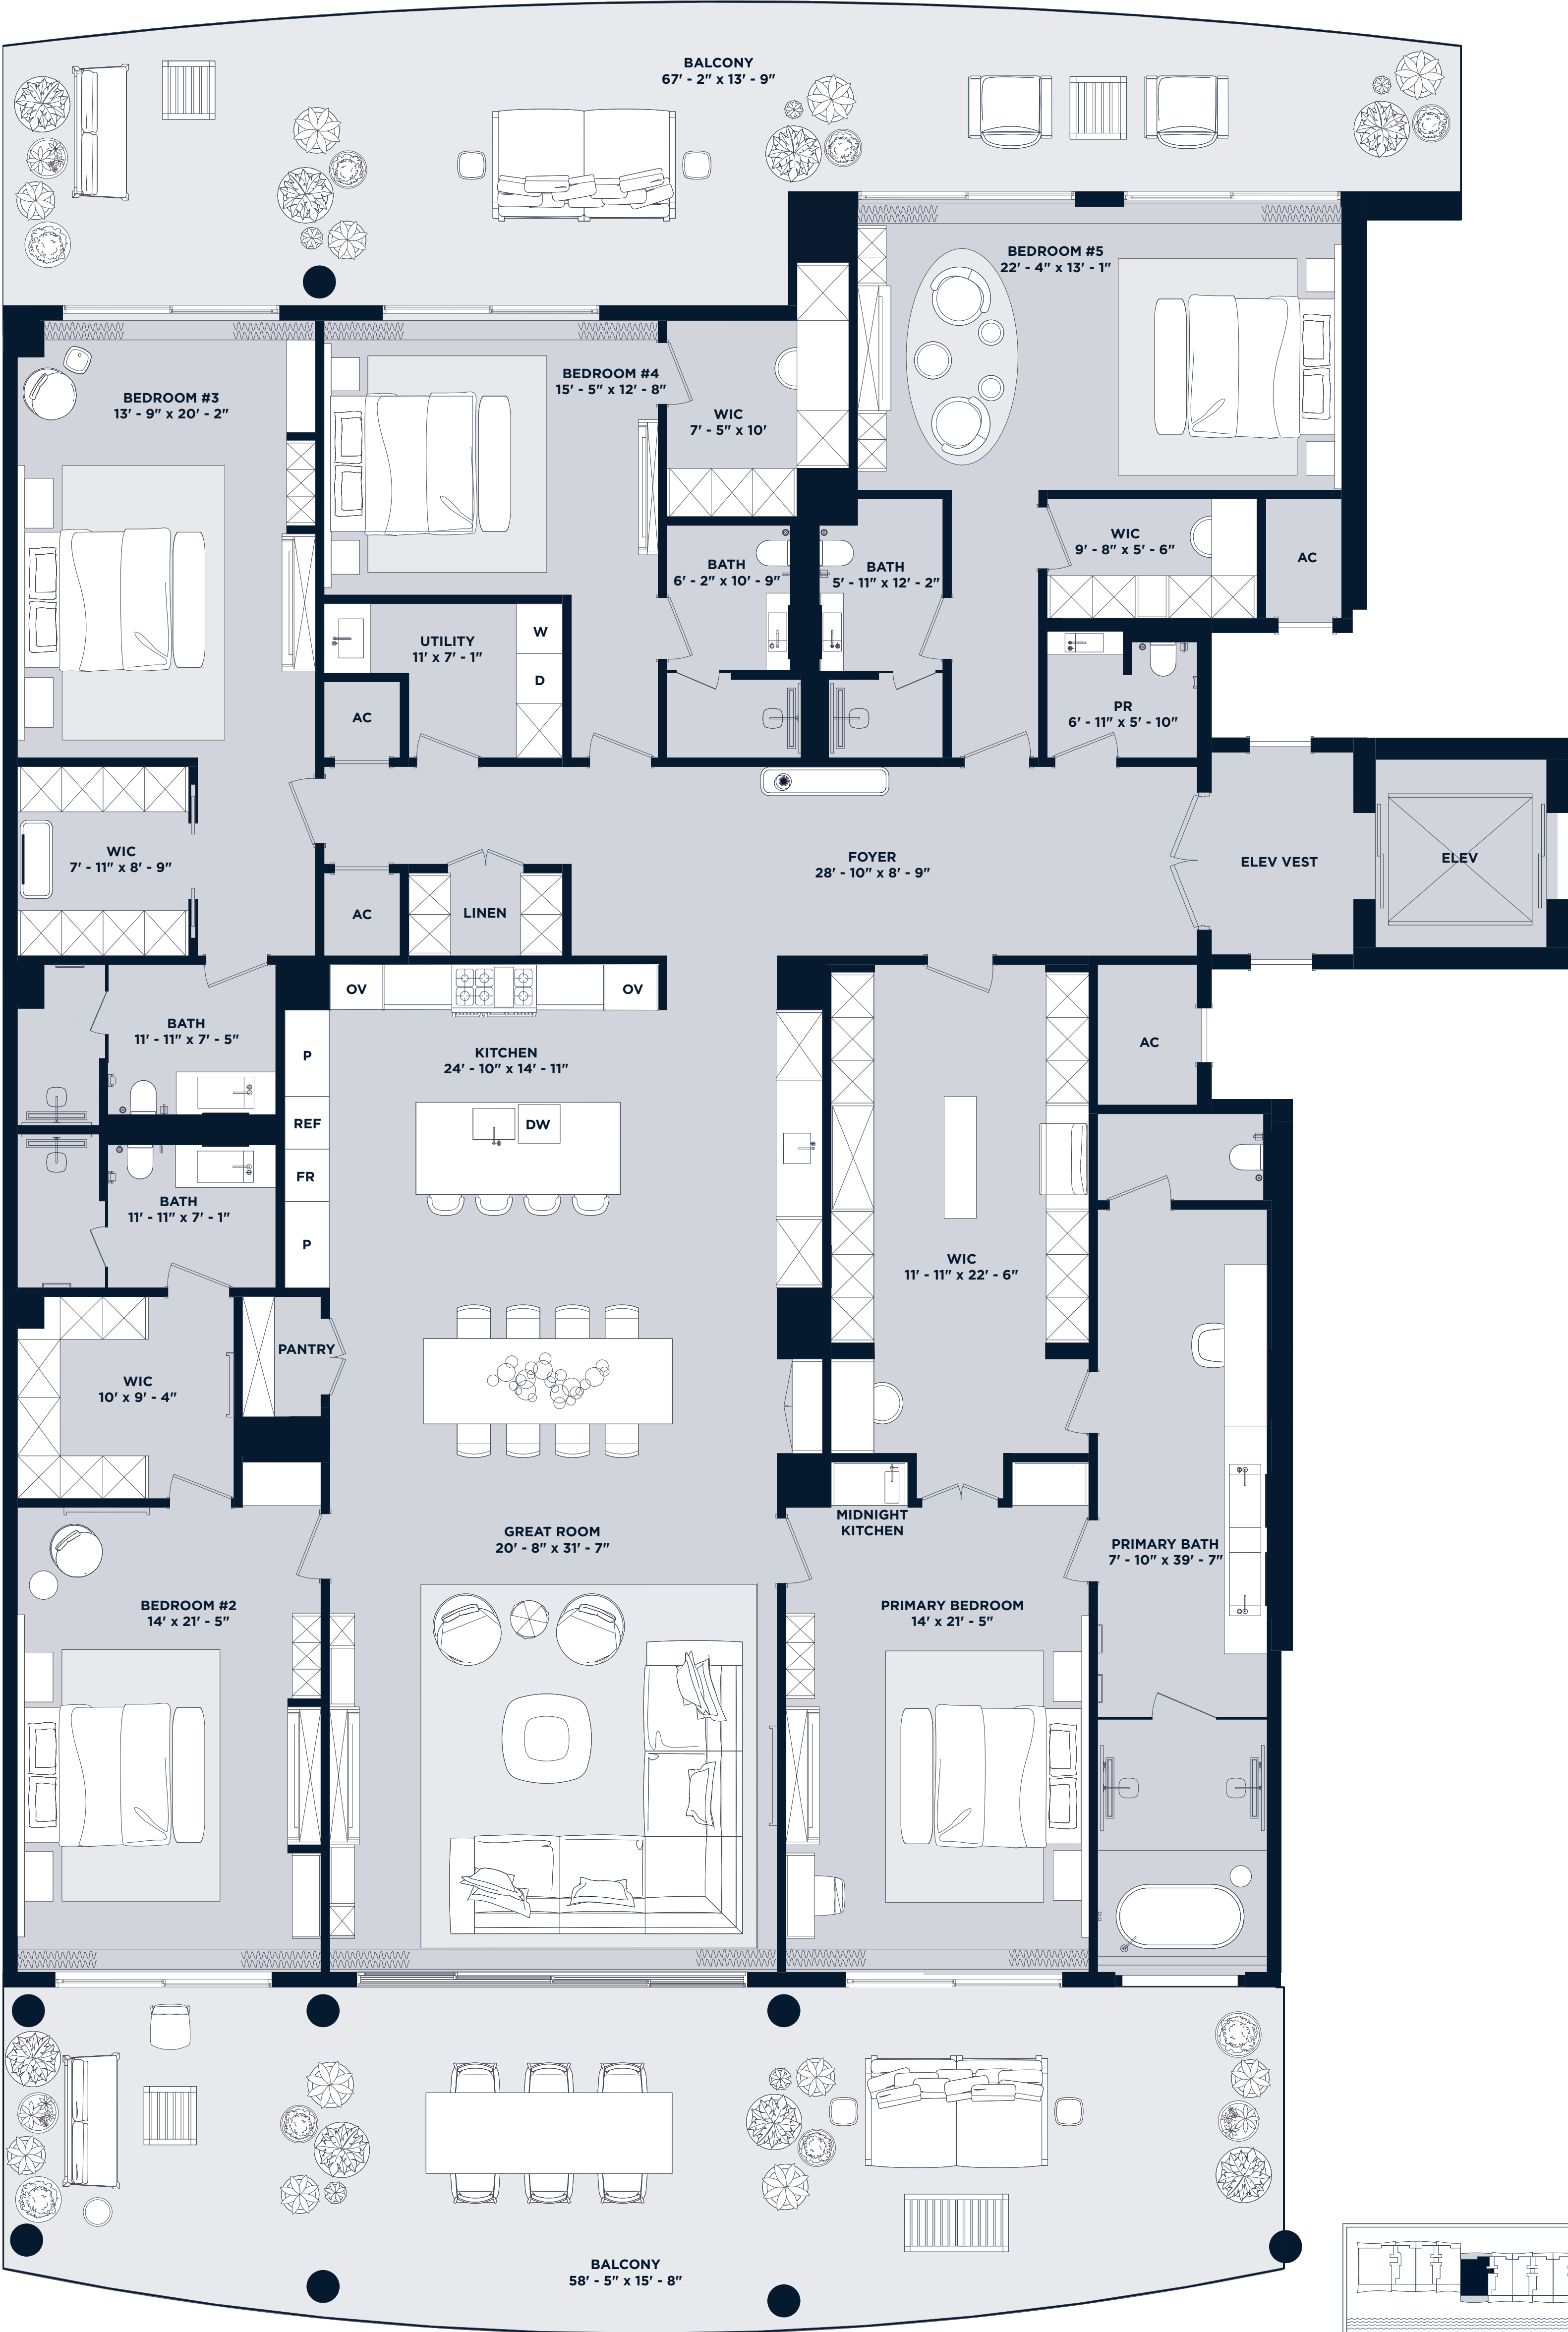 BALCONY
67' - 2" x 13' - 9"
BEDROOM #5
22' - 4" x 13' - 1"
BEDROOM #3
13' - 9" x 20' - 2"
BEDROOM #4
15' - 5" x 12' - 8"
WIC
7' - 5" x 10'
WIC
9' - 8" x 5' - 6"
AC
BATH
6' - 2" x 10' - 9"
BATH
5' - 11" x 12' - 2"
UTILITY
11' x 7' - 1"
W
D
AC
PR
6' - 11" x 5' - 10"
WIC
7' - 11" x 8' - 9"
FOYER
28' - 10" x 8' - 9"
ELEV VEST
ELEV
AC
LINEN
OV
OV
BATH
11' - 11" x 7' - 5"
KITCHEN
24' - 10" x 14' - 11"
P
REF
FR
P
DW
AC
BATH
11' - 11" x 7' - 1"
WIC
11' - 11" x 22' - 6"
PANTRY
WIC
10' x 9' - 4"
MIDNIGHT
KITCHEN
GREAT ROOM
20' - 8" x 31' - 7"
PRIMARY BATH
7' - 10" x 39' - 7"
BEDROOM #2
14' x 21' - 5"
PRIMARY BEDROOM
14' x 21' - 5"
BALCONY
58' - 5" x 15' - 8"